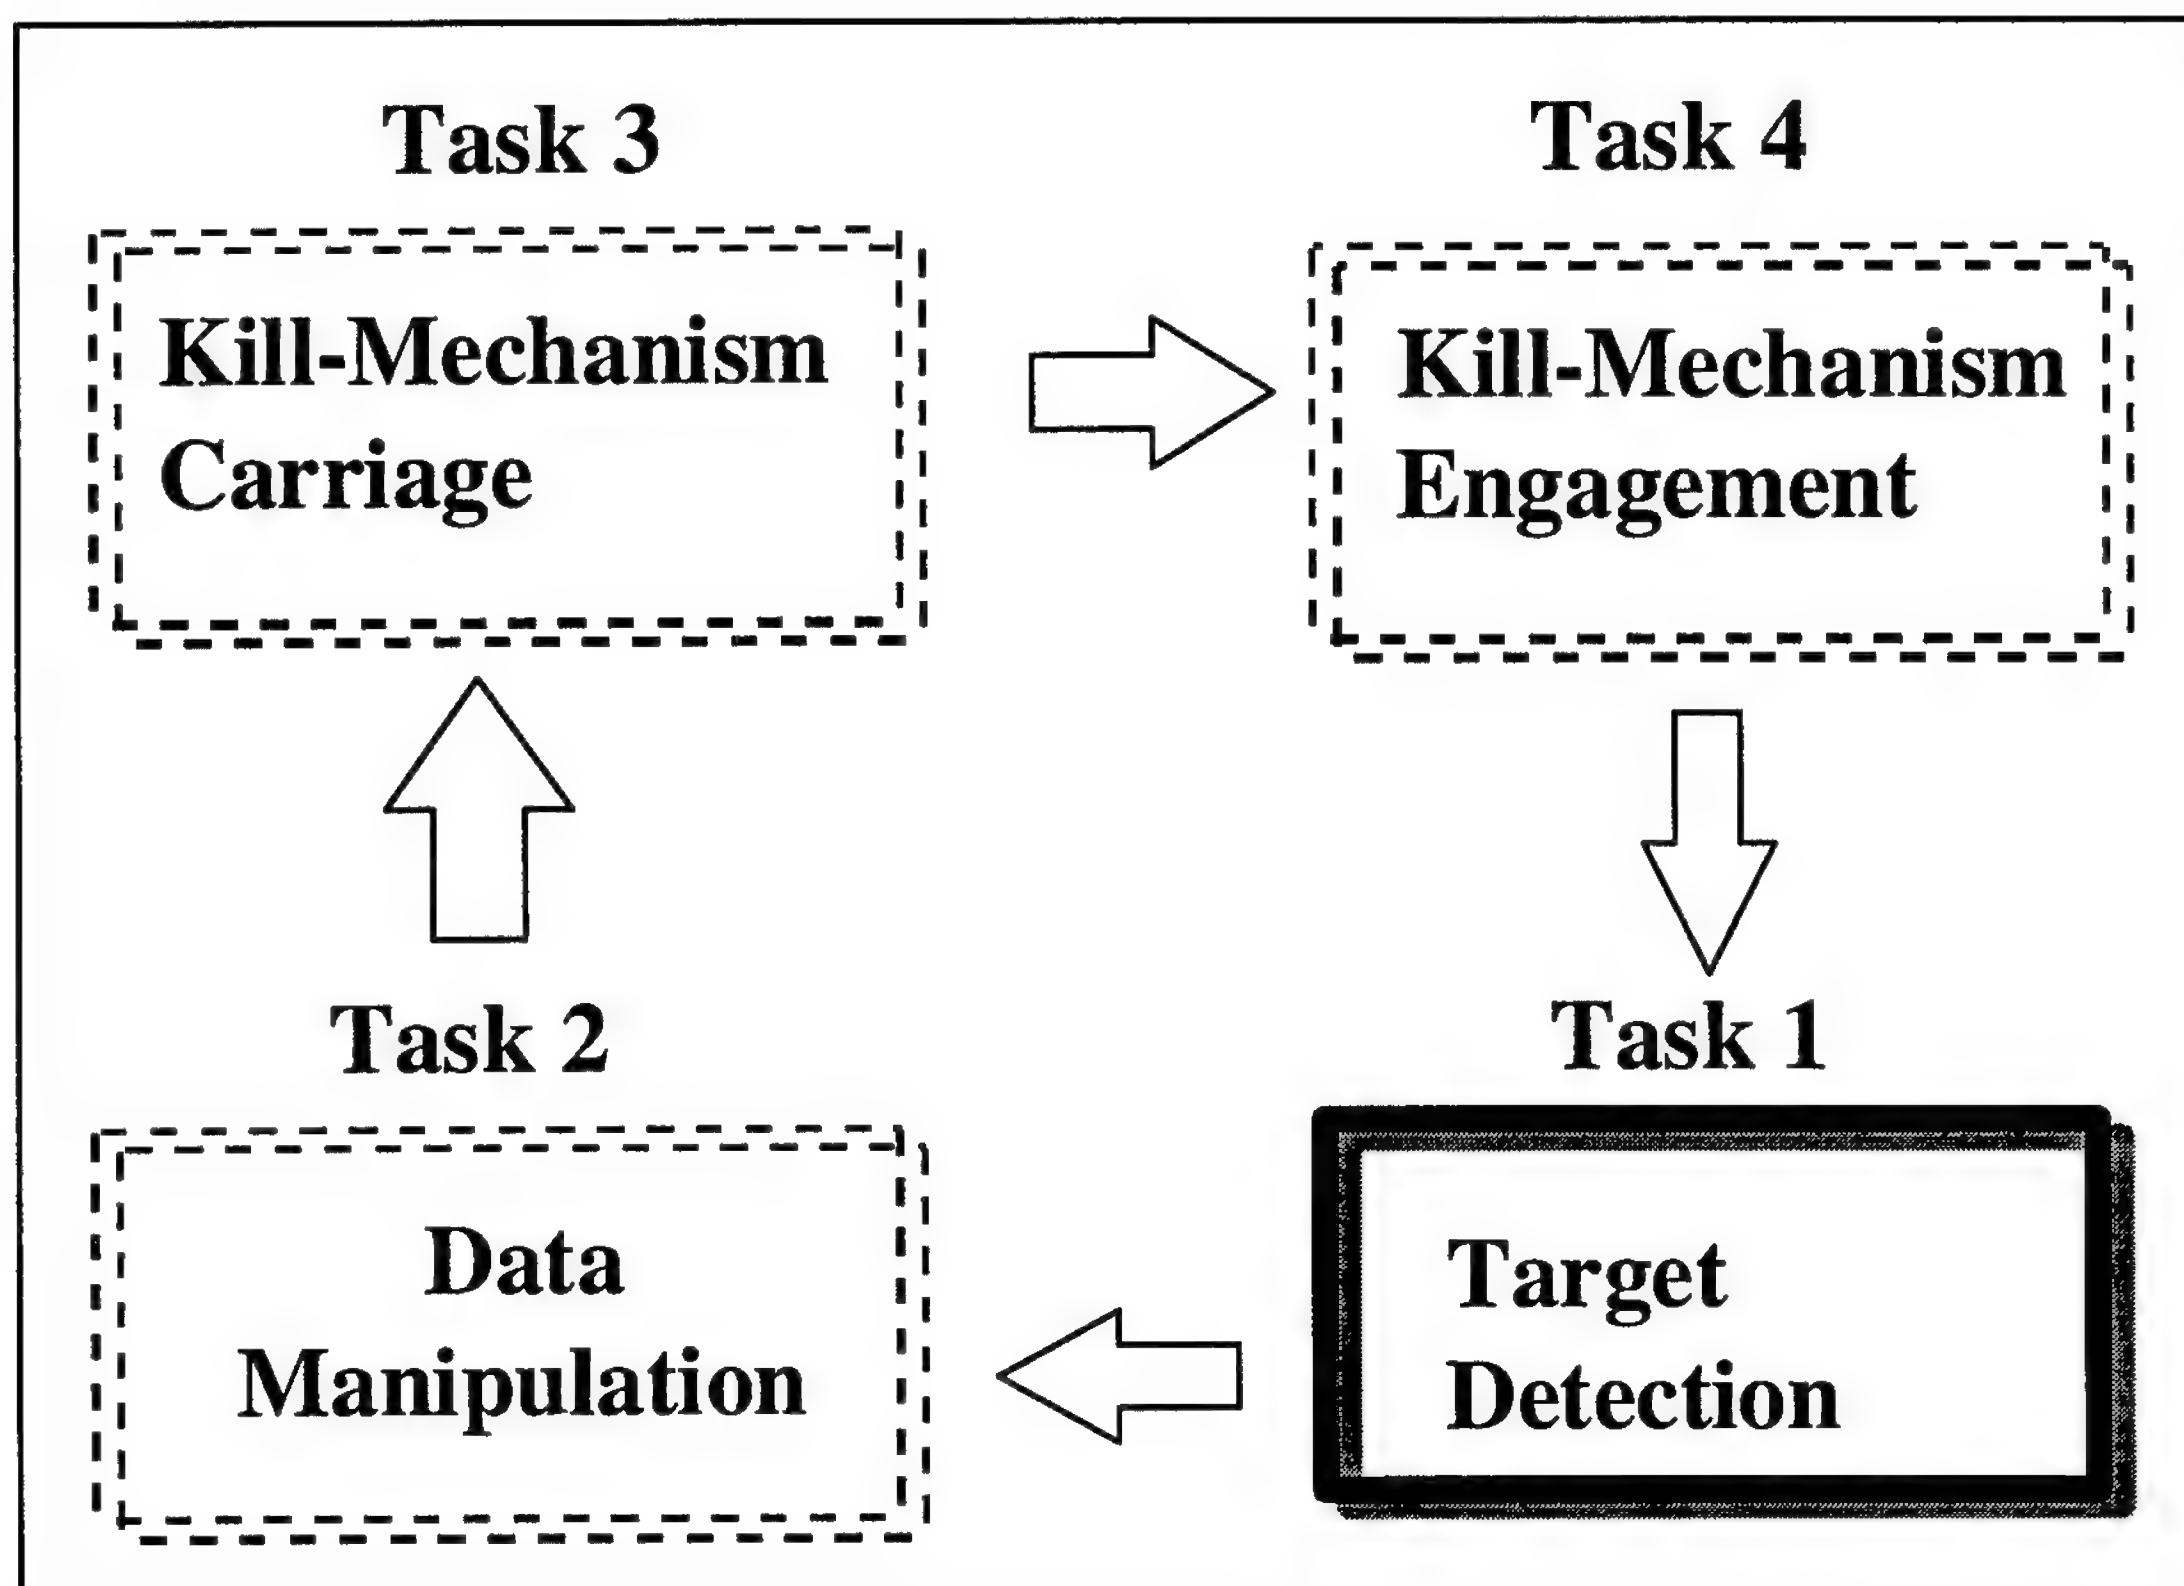 Task 3
Task 4
Kill-Mechanism
Carriage
Kill-Mechanism
Engagement
Task 2
Task 1
Data
Manipulation
Target
Detection